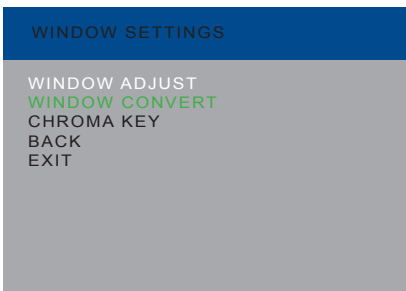 WINDOW SETTINGS
WINDOW ADJUST
WINDOW CONVERT
CHROMA KEY
BACK
EXIT